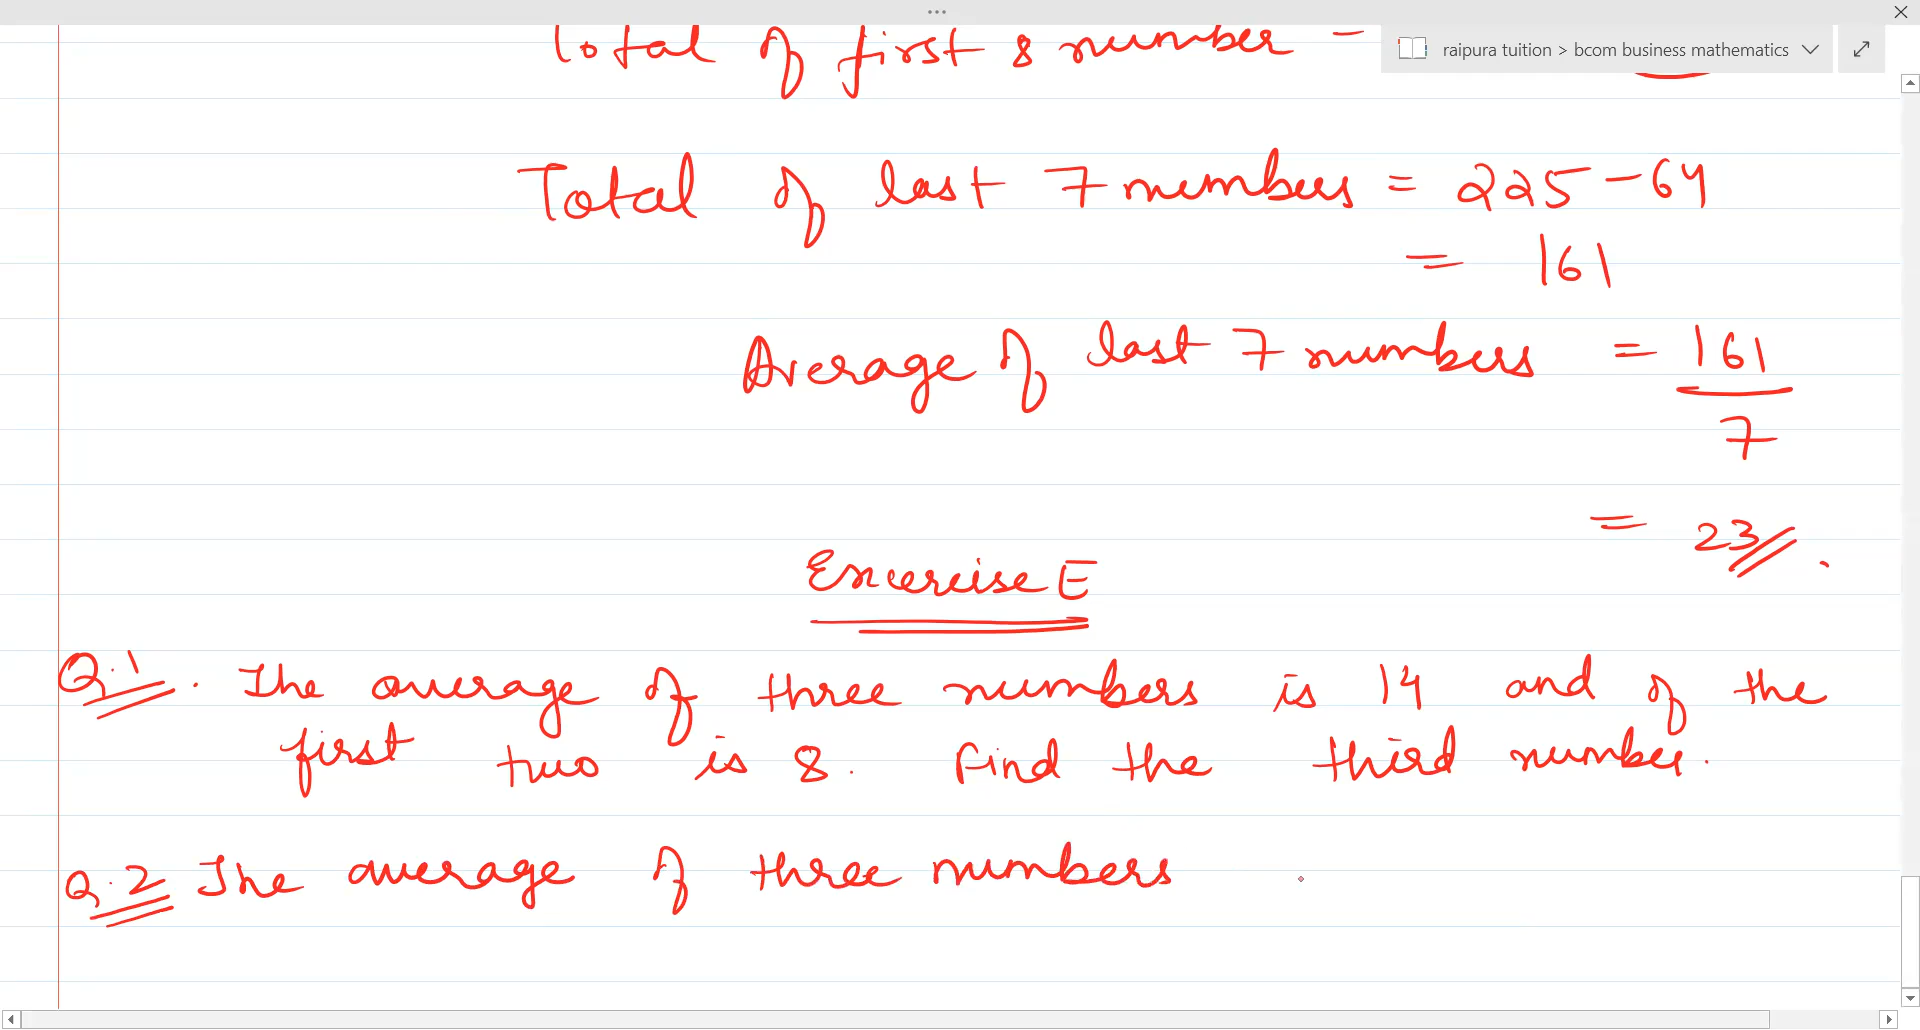 ...
raipura tuition > bcom business mathematics
Total of first 8 number =
Total of last 7 numbers = 225-64
= 161
Average of last 7 numbers = 161
7
= 23 .
Excercise E
Q.1. The average of three numbers is 14 and of the
first two is 8. Find the third number.
Q.2 The average of three numbers